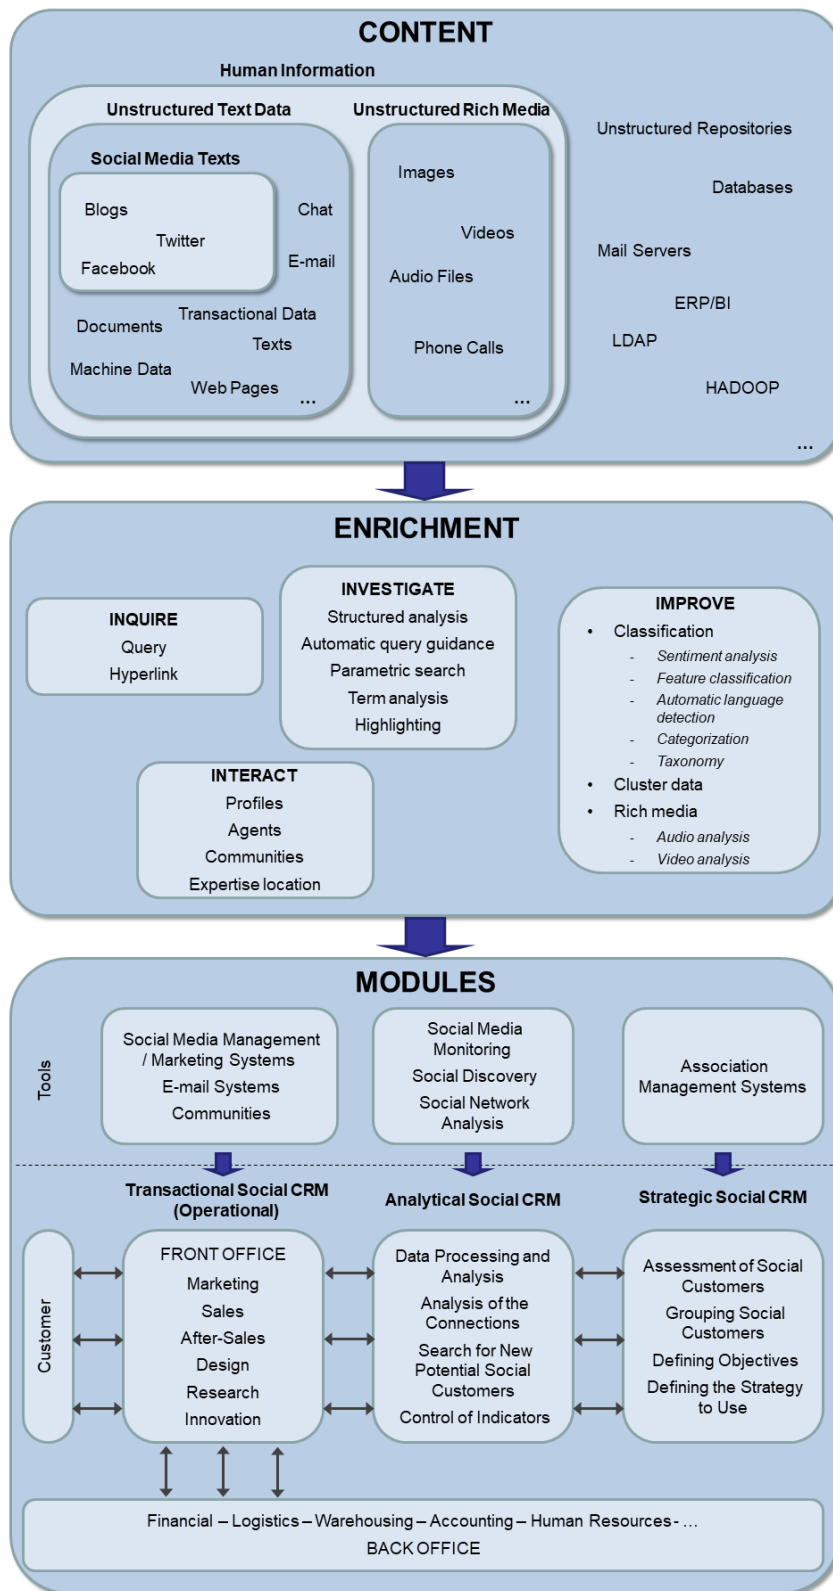 CONTENT
Human Information
Unstructured Text Data
Unstructured Rich Media
Social Media Texts
Blogs
Twitter
Facebook
Chat
E-mail
Documents
Transactional Data
Texts
Machine Data
Web Pages
...
Images
Videos
Audio Files
Phone Calls
...
Unstructured Repositories
Databases
Mail Servers
ERP/BI
LDAP
HADOOP
...
ENRICHMENT
INQUIRE
Query
Hyperlink
INVESTIGATE
Structured analysis
Automatic query guidance
Parametric search
Term analysis
Highlighting
INTERACT
Profiles
Agents
Communities
Expertise location
IMPROVE
• Classification
- Sentiment analysis
- Feature classification
- Automatic language
detection
- Categorization
- Taxonomy
• Cluster data
• Rich media
- Audio analysis
- Video analysis
MODULES
Tools
Social Media Management
/ Marketing Systems
E-mail Systems
Communities
Social Media
Monitoring
Social Discovery
Social Network
Analysis
Association
Management Systems
Transactional Social CRM
(Operational)
Analytical Social CRM
Strategic Social CRM
Customer
FRONT OFFICE
Marketing
Sales
After-Sales
Design
Research
Innovation
Data Processing and
Analysis
Analysis of the
Connections
Search for New
Potential Social
Customers
Control of Indicators
Assessment of Social
Customers
Grouping Social
Customers
Defining Objectives
Defining the Strategy
to Use
Financial – Logistics – Warehousing – Accounting – Human Resources- ...
BACK OFFICE